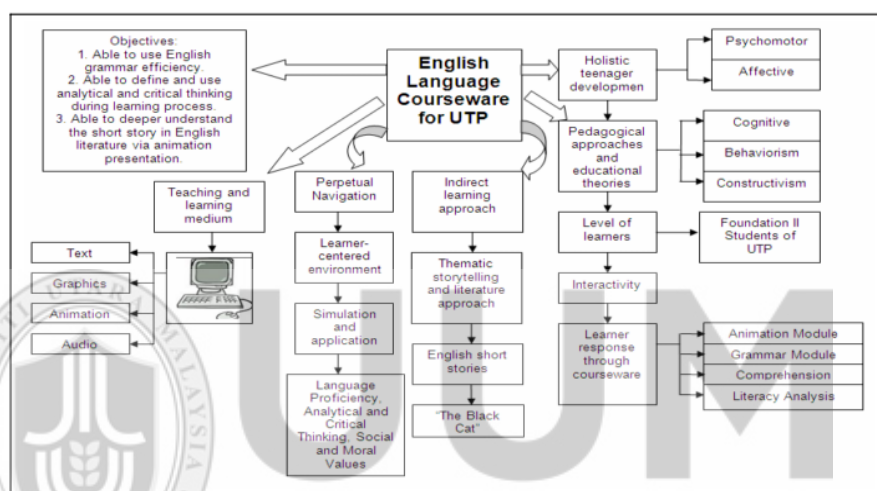 Objectives:
1. Able to use English
grammar efficiency.
2. Able to define and use
analytical and critical thinking
during learning process.
3. Able to deeper understand
the short story in English
literature via animation
presentation.
English
Language
Courseware
for UTP
Holistic
teenager
developmen
Psychomotor
Affective
Pedagogical
approaches
and
educational
theories
Cognitive
Behaviorism
Constructivism
Teaching and
learning
medium
Perpetual
Navigation
Indirect
learning
approach
Level of
learners
Foundation II
Students of
UTP
Text
Graphics
Animation
Audio
Learner-
centered
environment
Thematic
storytelling
and literature
approach
Interactivity
Simulation
and
application
English short
stories
Learner
response
through
courseware
Animation Module
Grammar Module
Comprehension
Literacy Analysis
Language
Proficiency,
Analytical and
Critical
Thinking, Social
and Moral
Values
"The Black
Cat"
UUM
UTARA MALAYSIA